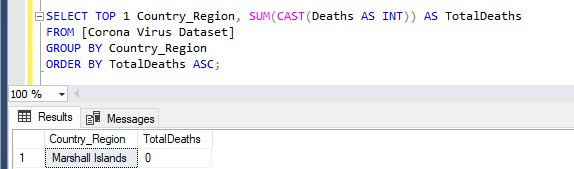 SELECT TOP 1 Country_Region, SUM(CAST(Deaths AS INT)) AS TotalDeaths
FROM [Corona Virus Dataset]
GROUP BY Country_Region
ORDER BY TotalDeaths ASC;
100 %
Results Messages
Country_Region TotalDeaths
1 Marshall Islands 0